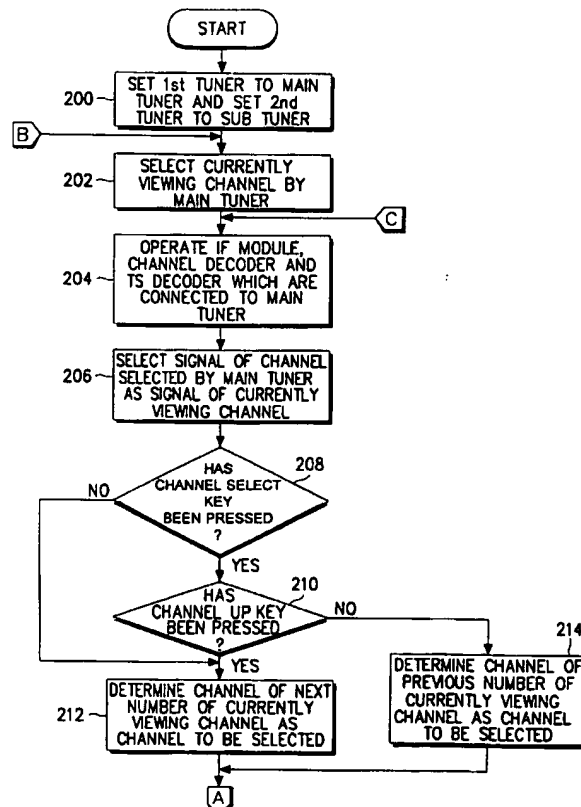 START
200
SET 1st TUNER TO MAIN
TUNER AND SET 2nd
TUNER TO SUB TUNER
B
202
SELECT CURRENTLY
VIEWING CHANNEL BY
MAIN TUNER
C
204
OPERATE IF MODULE,
CHANNEL DECODER AND
TS DECODER WHICH ARE
CONNECTED TO MAIN
TUNER
206
SELECT SIGNAL OF CHANNEL
SELECTED BY MAIN TUNER
AS SIGNAL OF CURRENTLY
VIEWING CHANNEL
208
HAS
CHANNEL SELECT
KEY
BEEN PRESSED
?
NO
YES
210
HAS
CHANNEL UP KEY
BEEN PRESSED
?
NO
YES
212
DETERMINE CHANNEL OF NEXT
NUMBER OF CURRENTLY
VIEWING CHANNEL AS
CHANNEL TO BE SELECTED
214
DETERMINE CHANNEL OF
PREVIOUS NUMBER OF
CURRENTLY VIEWING
CHANNEL AS CHANNEL
TO BE SELECTED
A